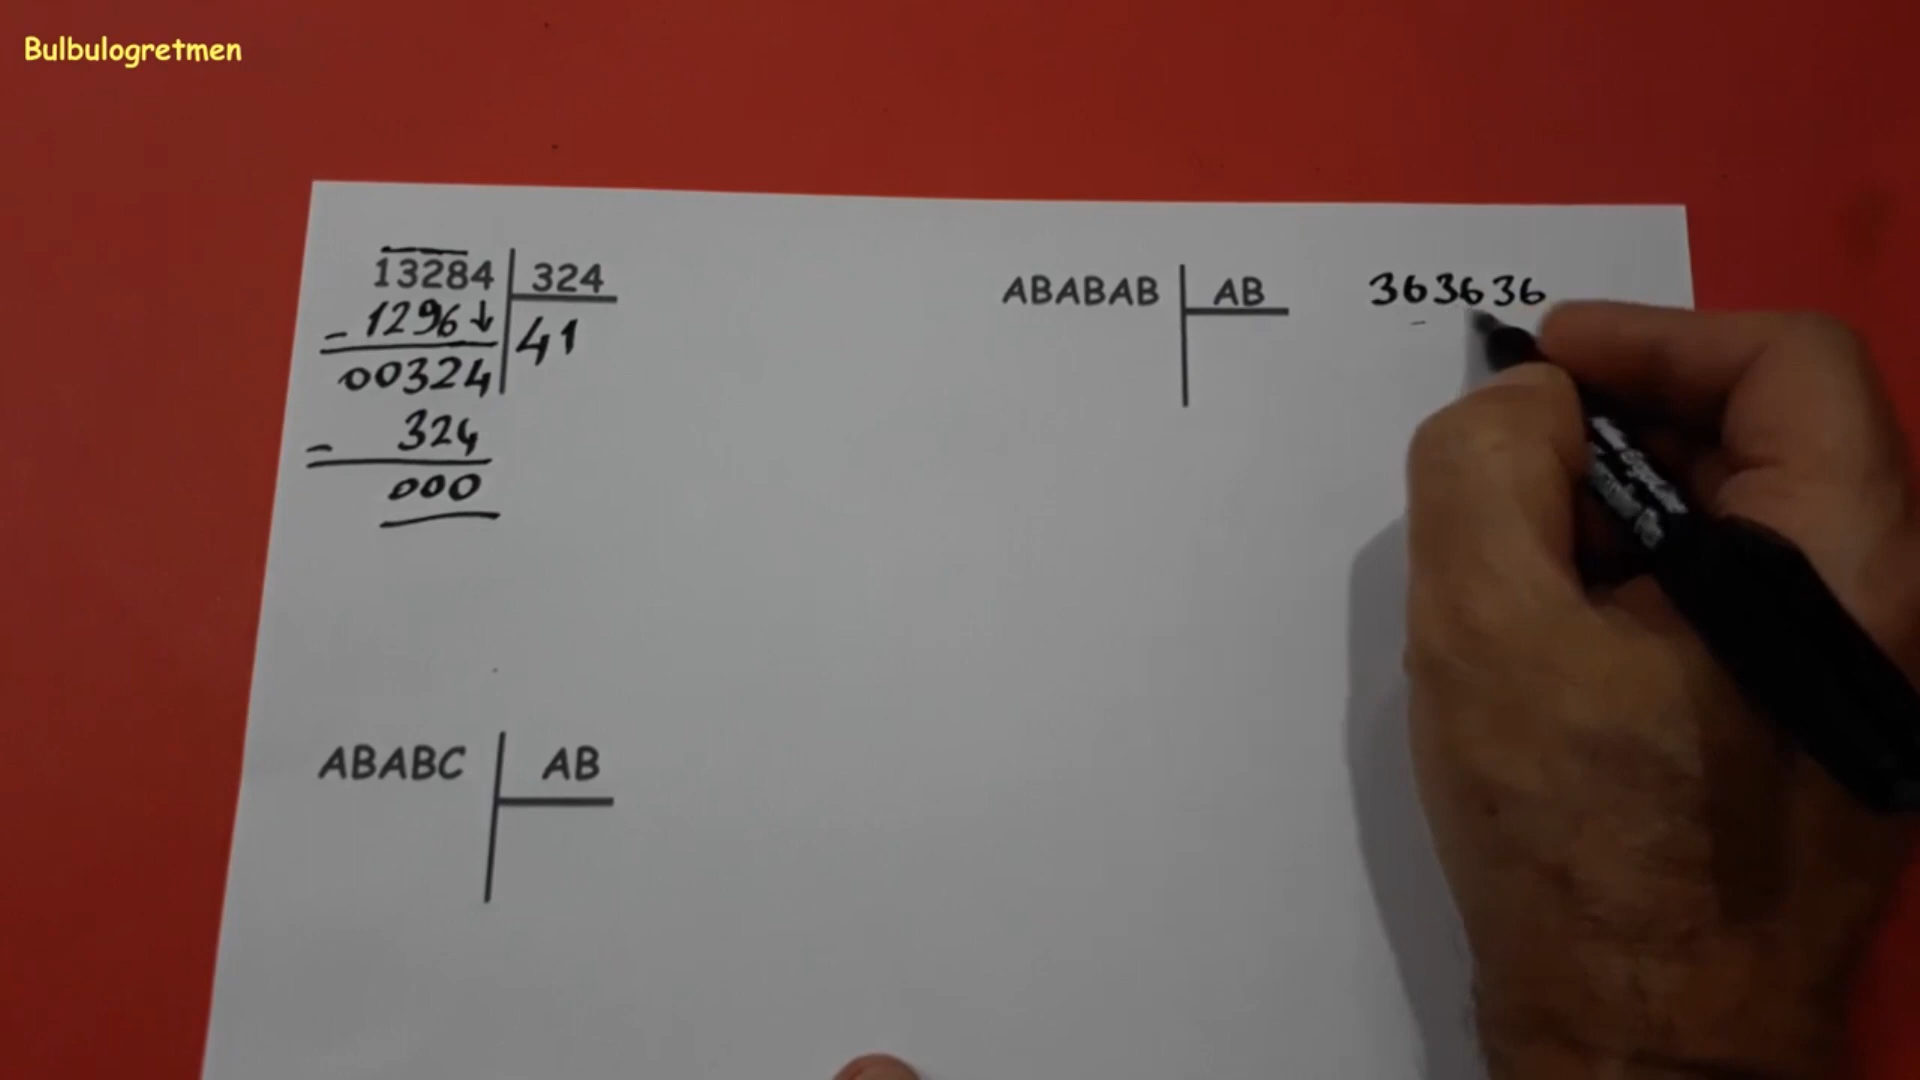 Bulbulogretmen
13284 324
- 1296↓ 41
00324
- 324
000
ABABAB AB 363636
ABABC AB